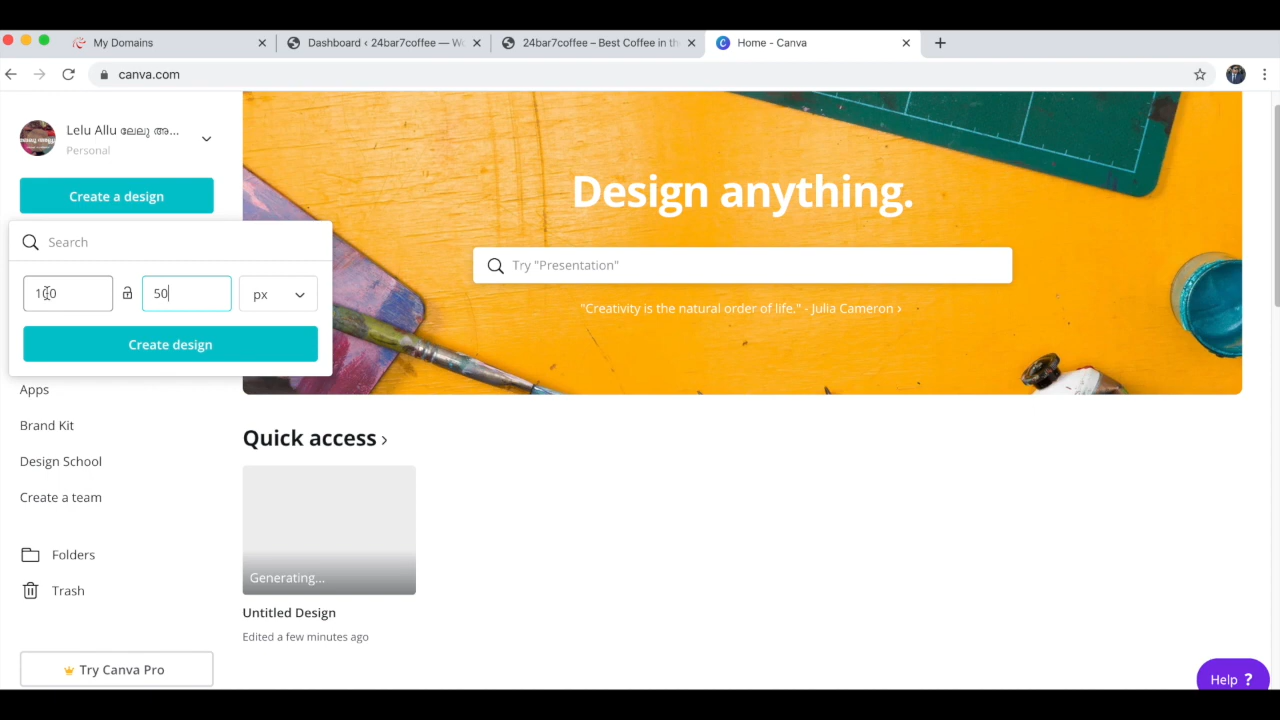 My Domains
Dashboard ‹ 24bar7coffee — Wo
24bar7coffee – Best Coffee in th
Home - Canva
canva.com
Lelu Allu ലേലു അ...
Personal
Create a design
Search
100
50
px
Create design
Apps
Brand Kit
Design School
Create a team
Folders
Trash
Try Canva Pro
Design anything.
Try "Presentation"
"Creativity is the natural order of life." - Julia Cameron ›
Quick access ›
Generating...
Untitled Design
Edited a few minutes ago
Help ?